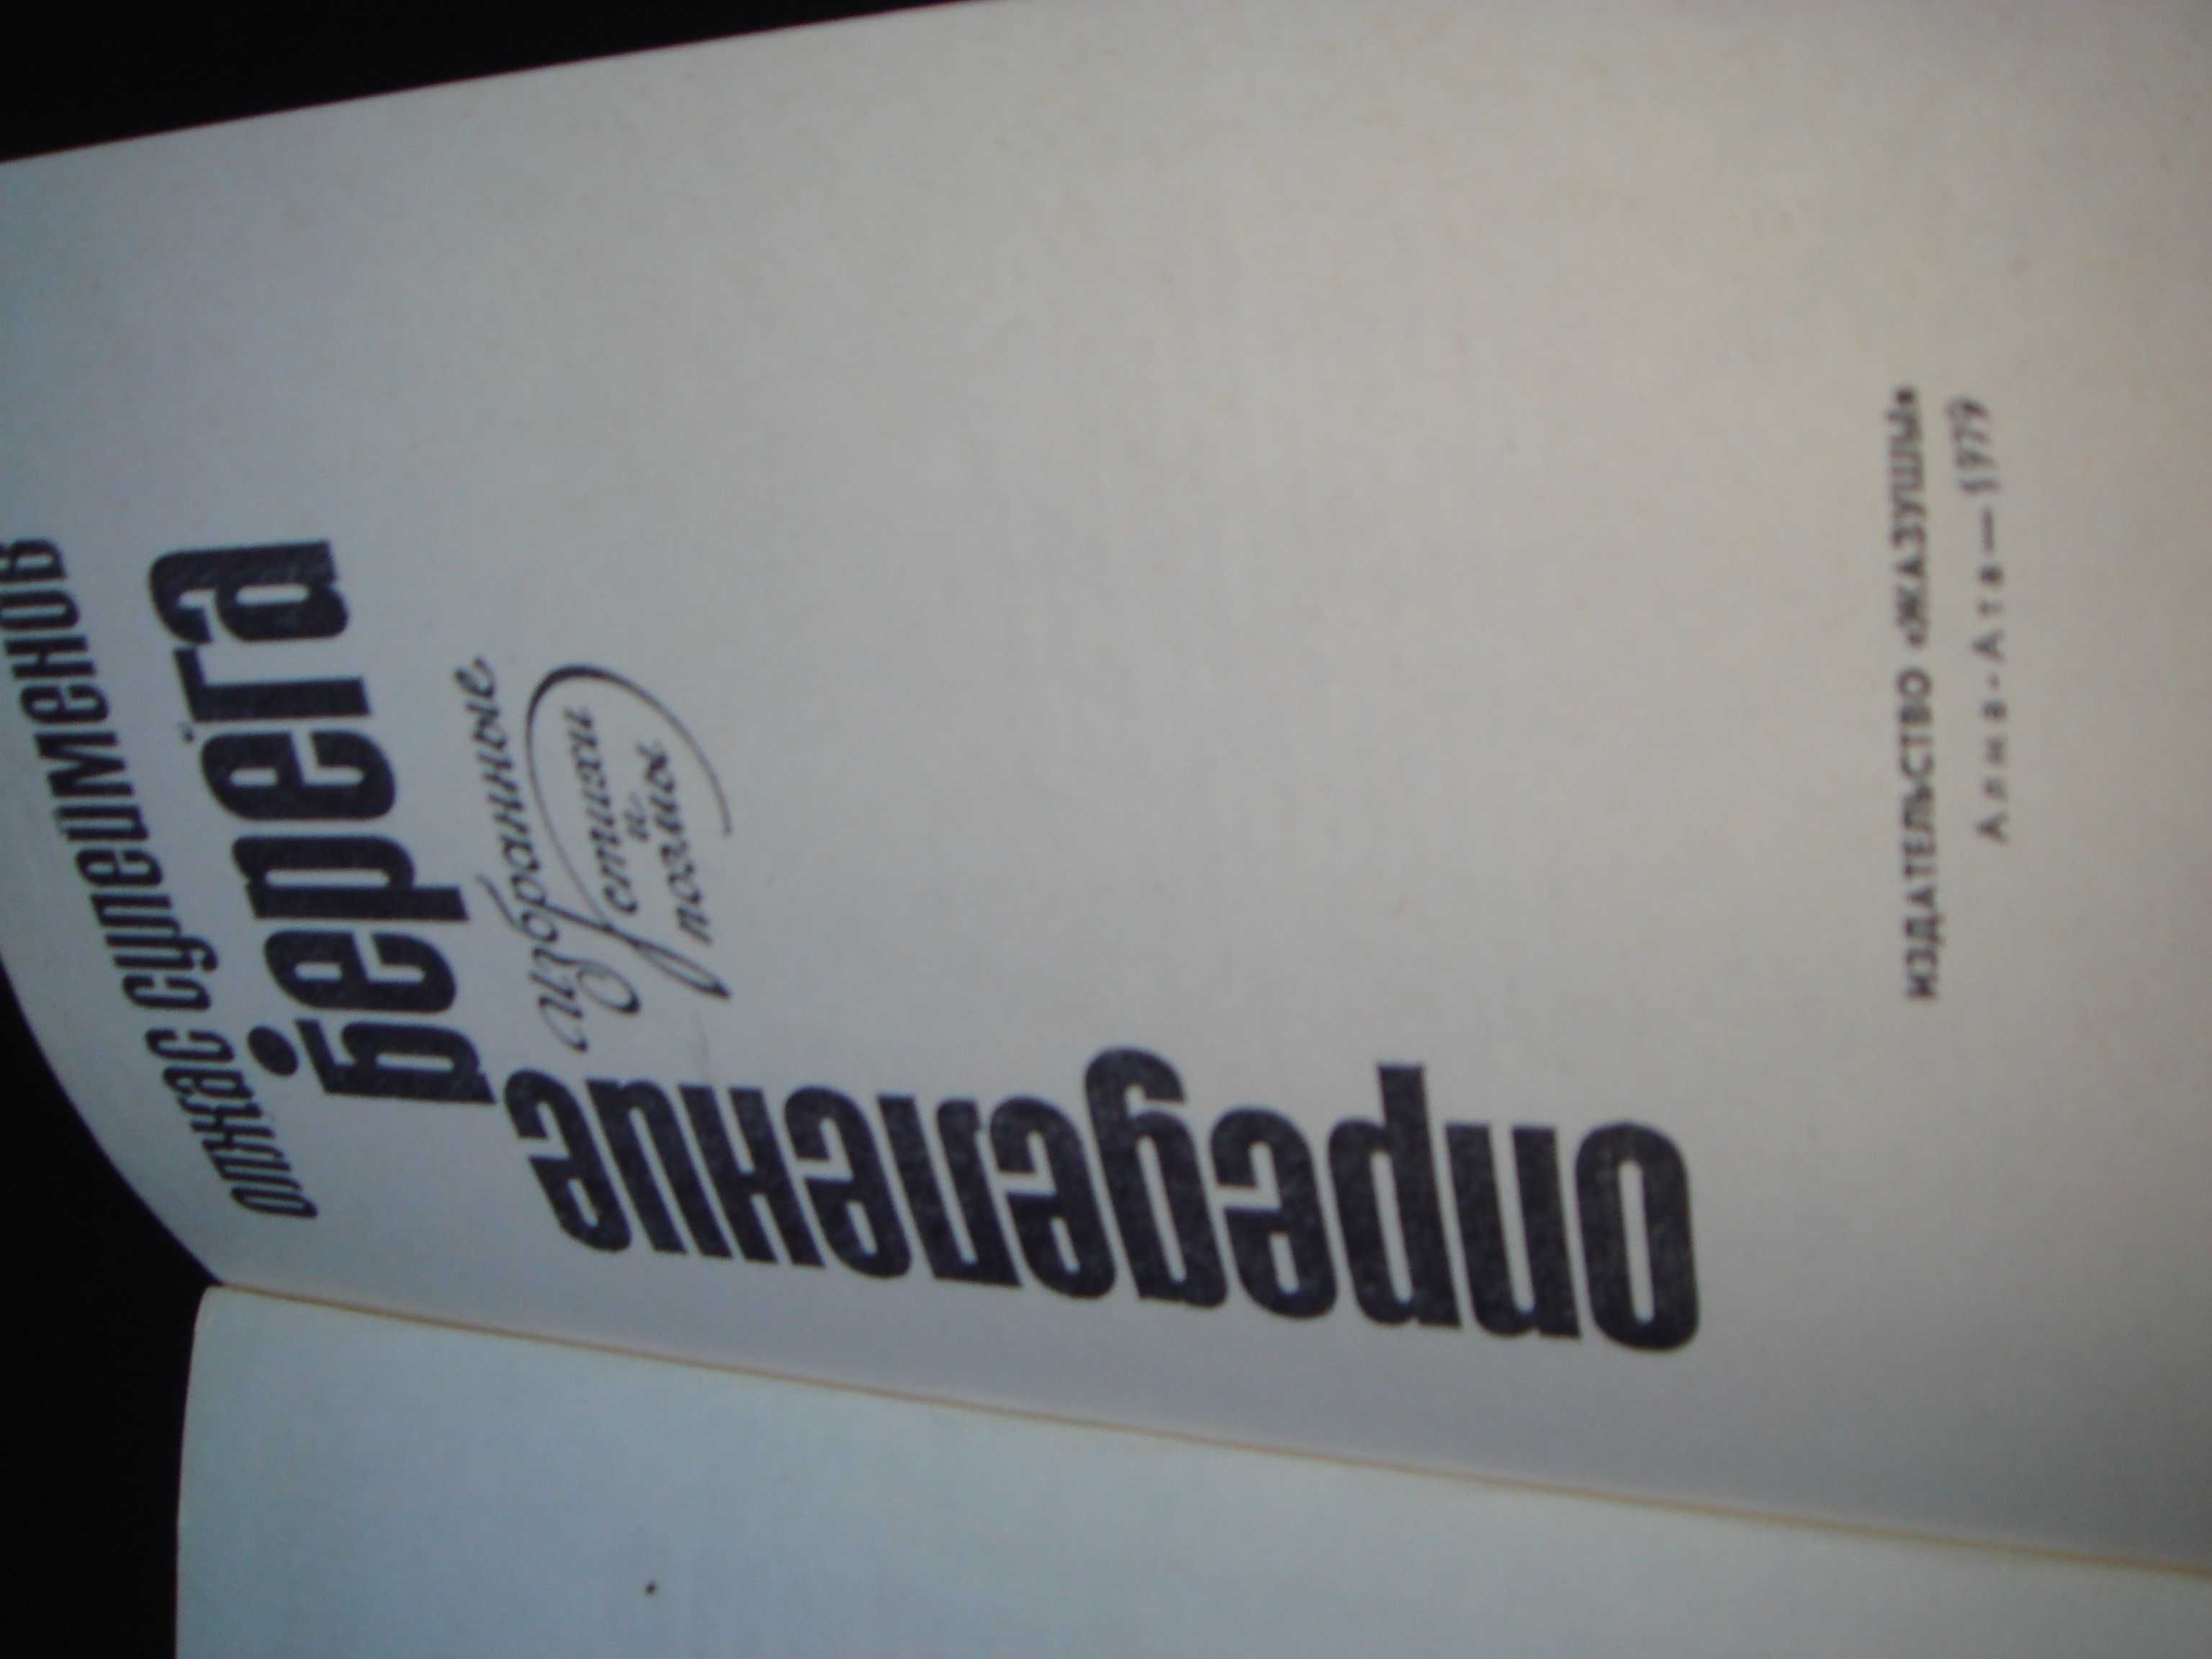 олжас сулейменов
определение
берега
избранные
стихи
и
поэмы
ИЗДАТЕЛЬСТВО «ЖАЗУШЫ»
Алма-Ата—1979